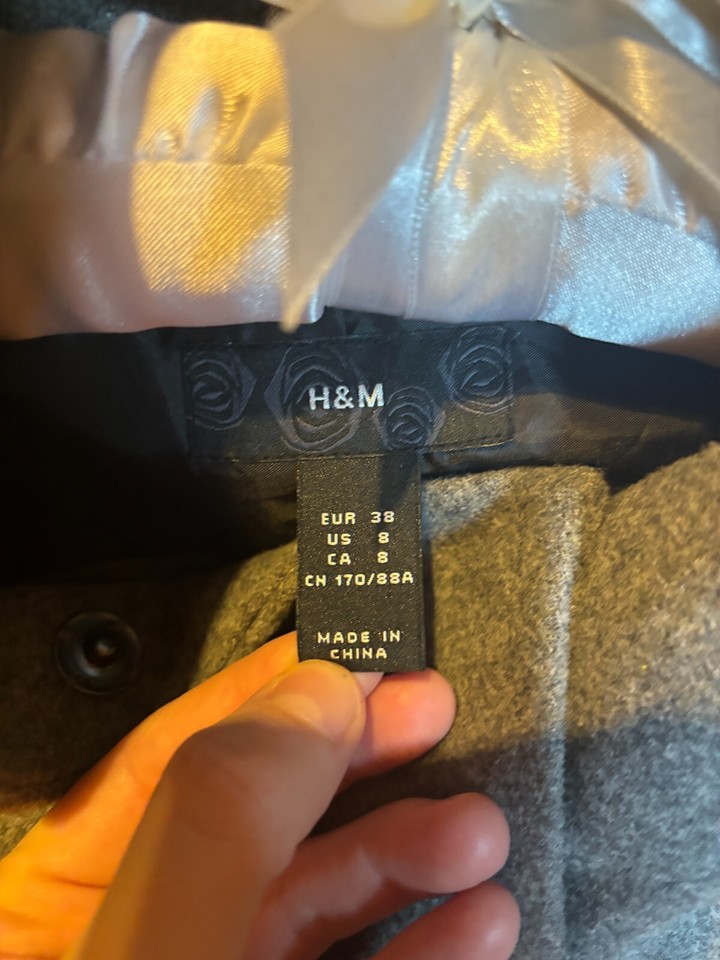 H&M
EUR 38
US 8
CA 8
CN 170/88A
MADE IN
CHINA